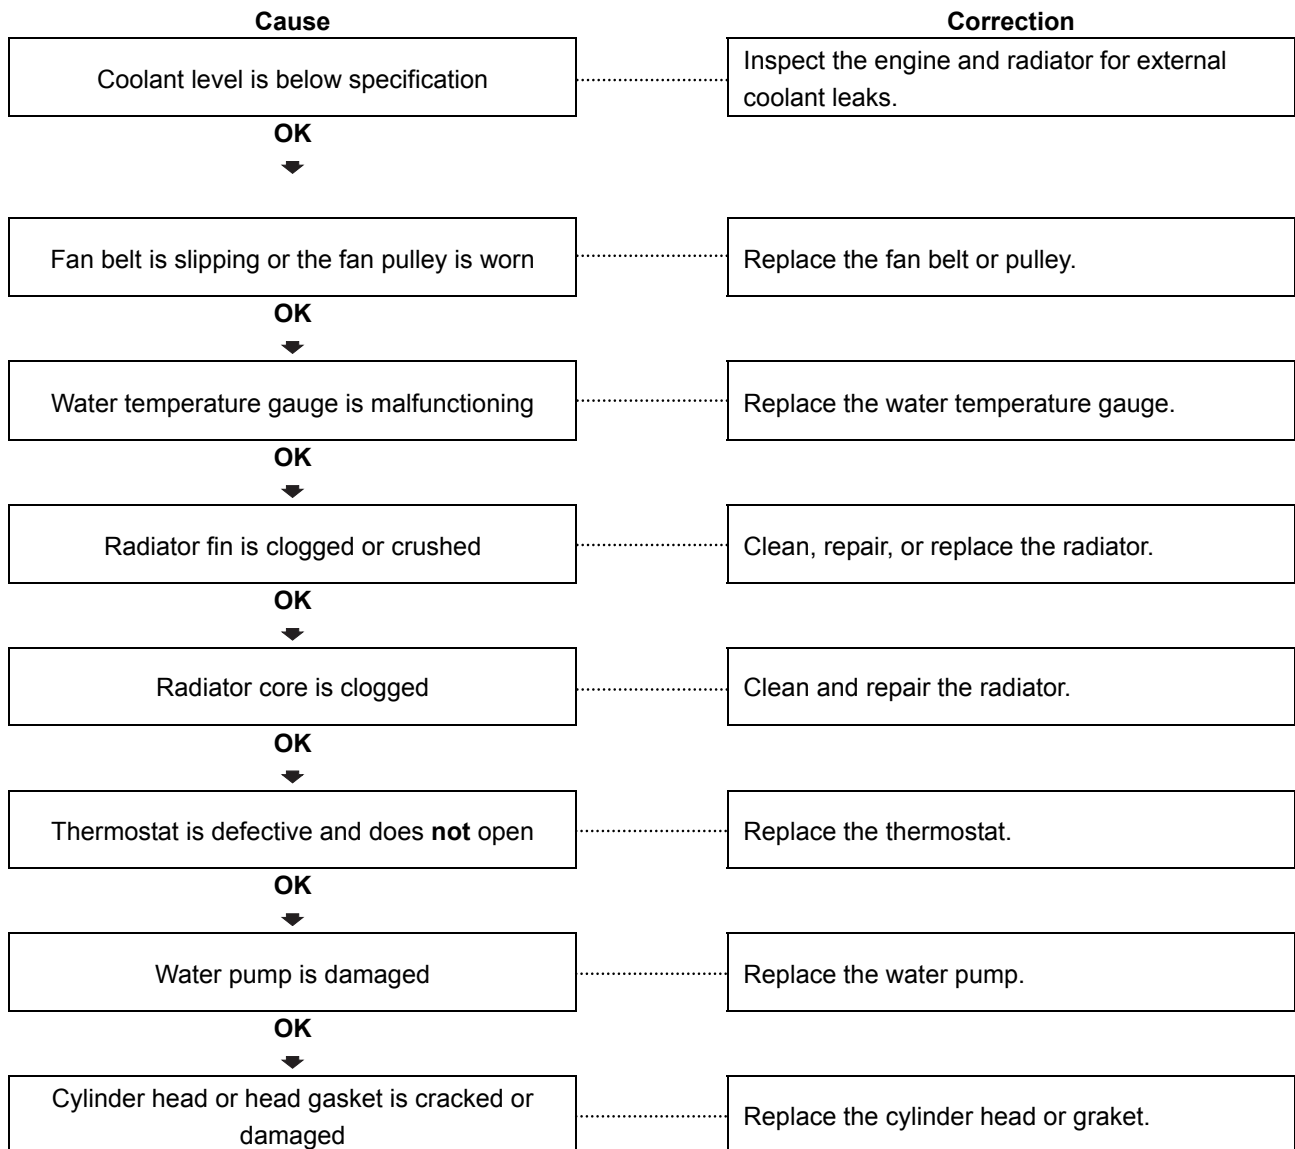 Cause
Correction
Coolant level is below specification
Inspect the engine and radiator for external
coolant leaks.
OK
Fan belt is slipping or the fan pulley is worn
Replace the fan belt or pulley.
OK
Water temperature gauge is malfunctioning
Replace the water temperature gauge.
OK
Radiator fin is clogged or crushed
Clean, repair, or replace the radiator.
OK
Radiator core is clogged
Clean and repair the radiator.
OK
Thermostat is defective and does not open
Replace the thermostat.
OK
Water pump is damaged
Replace the water pump.
OK
Cylinder head or head gasket is cracked or
damaged
Replace the cylinder head or graket.